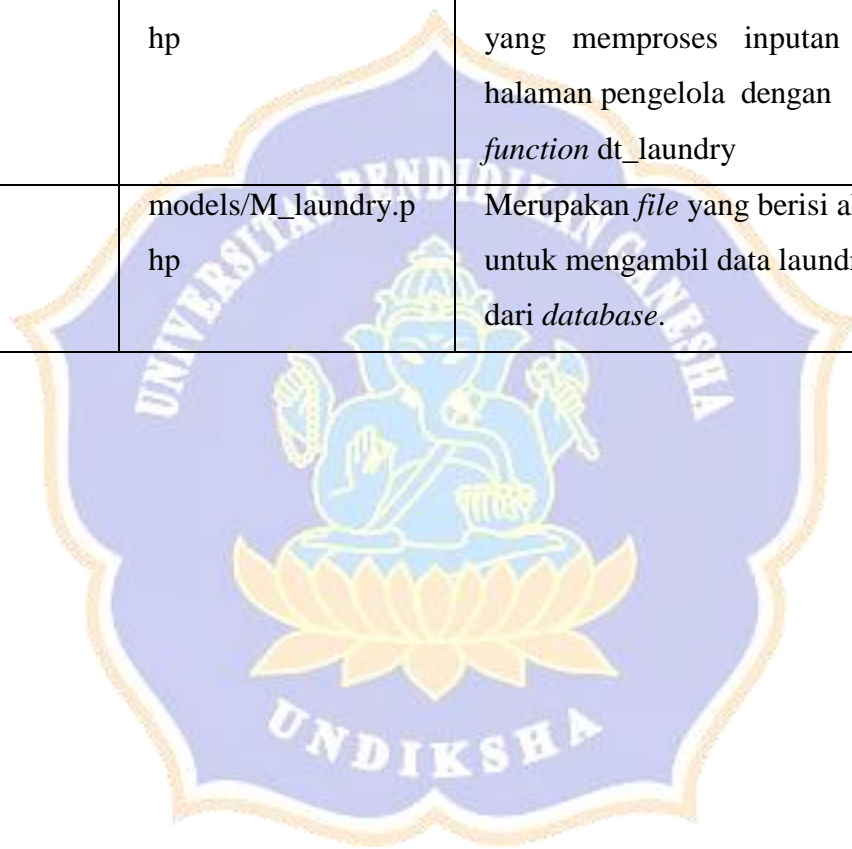 hp
yang memproses inputan
halaman pengelola dengan
function dt_laundry
models/M_laundry.p
hp
Merupakan file yang berisi
untuk mengambil data
dari database.
UNIVERSITAS PENDIDIKAN GANESHA
UNDIKSHA